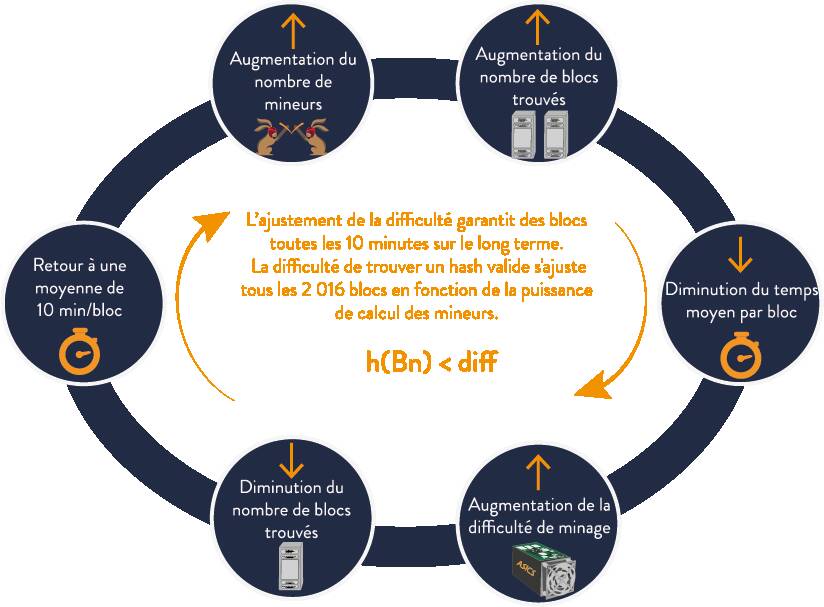 Augmentation du
nombre de
mineurs
Augmentation du
nombre de blocs
trouvés
Diminution du temps
moyen par bloc
Augmentation de la
difficulté de minage
ASICS
Diminution du
nombre de blocs
trouvés
Retour à une
moyenne de
10 min/bloc
L'ajustement de la difficulté garantit des blocs
toutes les 10 minutes sur le long terme.
La difficulté de trouver un hash valide s'ajuste
tous les 2 016 blocs en fonction de la puissance
de calcul des mineurs.
h(Bn) < diff